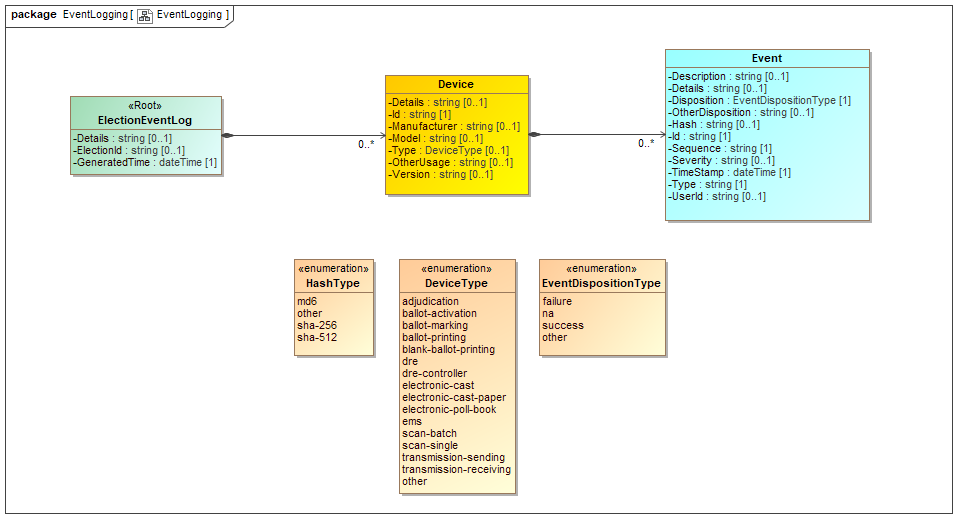 package EventLogging [ EventLogging ]
«Root»
ElectionEventLog
-Details : string [0..1]
-ElectionId : string [0..1]
-GeneratedTime : dateTime [1]
0..*
Device
-Details : string [0..1]
-Id : string [1]
-Manufacturer : string [0..1]
-Model : string [0..1]
-Type : DeviceType [0..1]
-OtherUsage : string [0..1]
-Version : string [0..1]
0..*
Event
-Description : string [0..1]
-Details : string [0..1]
-Disposition : EventDispositionType [1]
-OtherDisposition : string [0..1]
-Hash : string [0..1]
-Id : string [1]
-Sequence : string [1]
-Severity : string [0..1]
-TimeStamp : dateTime [1]
-Type : string [1]
-UserId : string [0..1]
«enumeration»
HashType
md6
other
sha-256
sha-512
«enumeration»
DeviceType
adjudication
ballot-activation
ballot-marking
ballot-printing
blank-ballot-printing
dre
dre-controller
electronic-cast
electronic-cast-paper
electronic-poll-book
ems
scan-batch
scan-single
transmission-sending
transmission-receiving
other
«enumeration»
EventDispositionType
failure
na
success
other